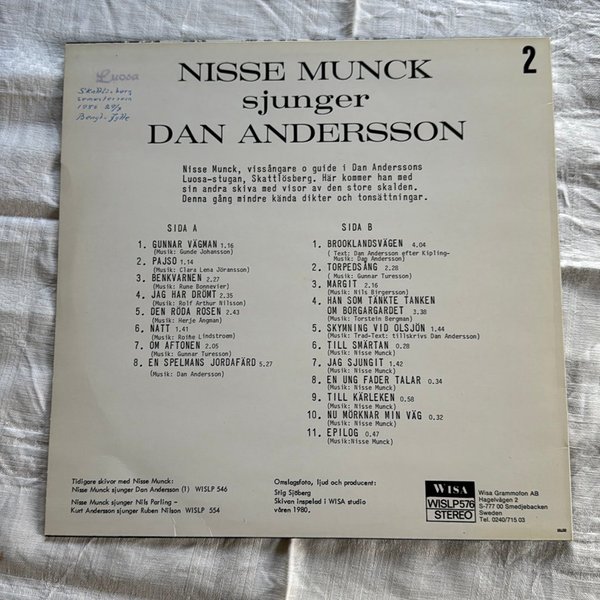 2
NISSE MUNCK
sjunger
DAN ANDERSSON
Luosa
1980
Nisse Munck, vissångare o guide i Dan Anderssons
Luosa-stugan, Skattlösberg. Här kommer han med
sin andra skiva med visor av den store skalden.
Denna gång mindre kända dikter och tonsättningar.
SIDA A
1. GUNNAR VÄGMAN 1.16
(Musik: Gunde Johansson)
2. PAJSO 1.14
(Musik: Clara Lena Jöransson)
3. BENKVARNEN 2.27
(Musik: Rune Bonnevier)
4. JAG HAR DRÖMT 2.35
(Musik: Rolf Arthur Nilsson)
5. DEN RÖDA ROSEN 2.43
(Musik: Herje Angman)
6. NATT 1.41
(Musik: Rothe Lindstrom)
7. OM AFTONEN 2.05
(Musik: Gunnar Turesson)
8. EN SPELMANS JORDAFÄRD 5.27
(Musik: Dan Andersson)
SIDA B
1. BROOKLANDSVÄGEN 4.04
( Text: Dan Andersson efter Kipling-
Musik: Dan Andersson)
2. TORPEDSÅNG 2.28
( Musik: Gunnar Turesson)
3. MARGIT 2.16
(Musik: Nils Birgersson)
4. HAN SOM TÄNKTE TANKEN
OM BORGARGARDET 3.38
(Musik: Torstein Bergman)
5. SKYMNING VID OLSJÖN 1.44
(Musik: Trad-Text: tillskrivs Dan Andersson)
6. TILL SMÄRTAN 0.28
(Musik: Nisse Munck)
7. JAG SJUNGIT 1.42
(Musik: Nisse Munck)
8. EN UNG FADER TALAR 0.34
(Musik: Nisse Munck)
9. TILL KÄRLEKEN 0.58
(Musik: Nisse Munck)
10. NU MÖRKNAR MIN VÄG 0.32
(Musik: Nisse Munck)
11. EPILOG 0.47
(Musik:Nisse Munck)
Tidigare skivor med Nisse Munck:
Nisse Munck sjunger Dan Andersson (1) WISLP 546
Nisse Munck sjunger Nils Parling -
Kurt Andersson sjunger Ruben Nilson WISLP 554
Omslagsfoto, ljud och producent:
Stig Sjöberg
Skivan inspelad i WISA studio
våren 1980.
WISA
WISLP576
STEREO
Wisa Grammofon AB
Hagelvägen 2
S-777 00 Smedjebacken
Sweden
Tel. 0240/715 03